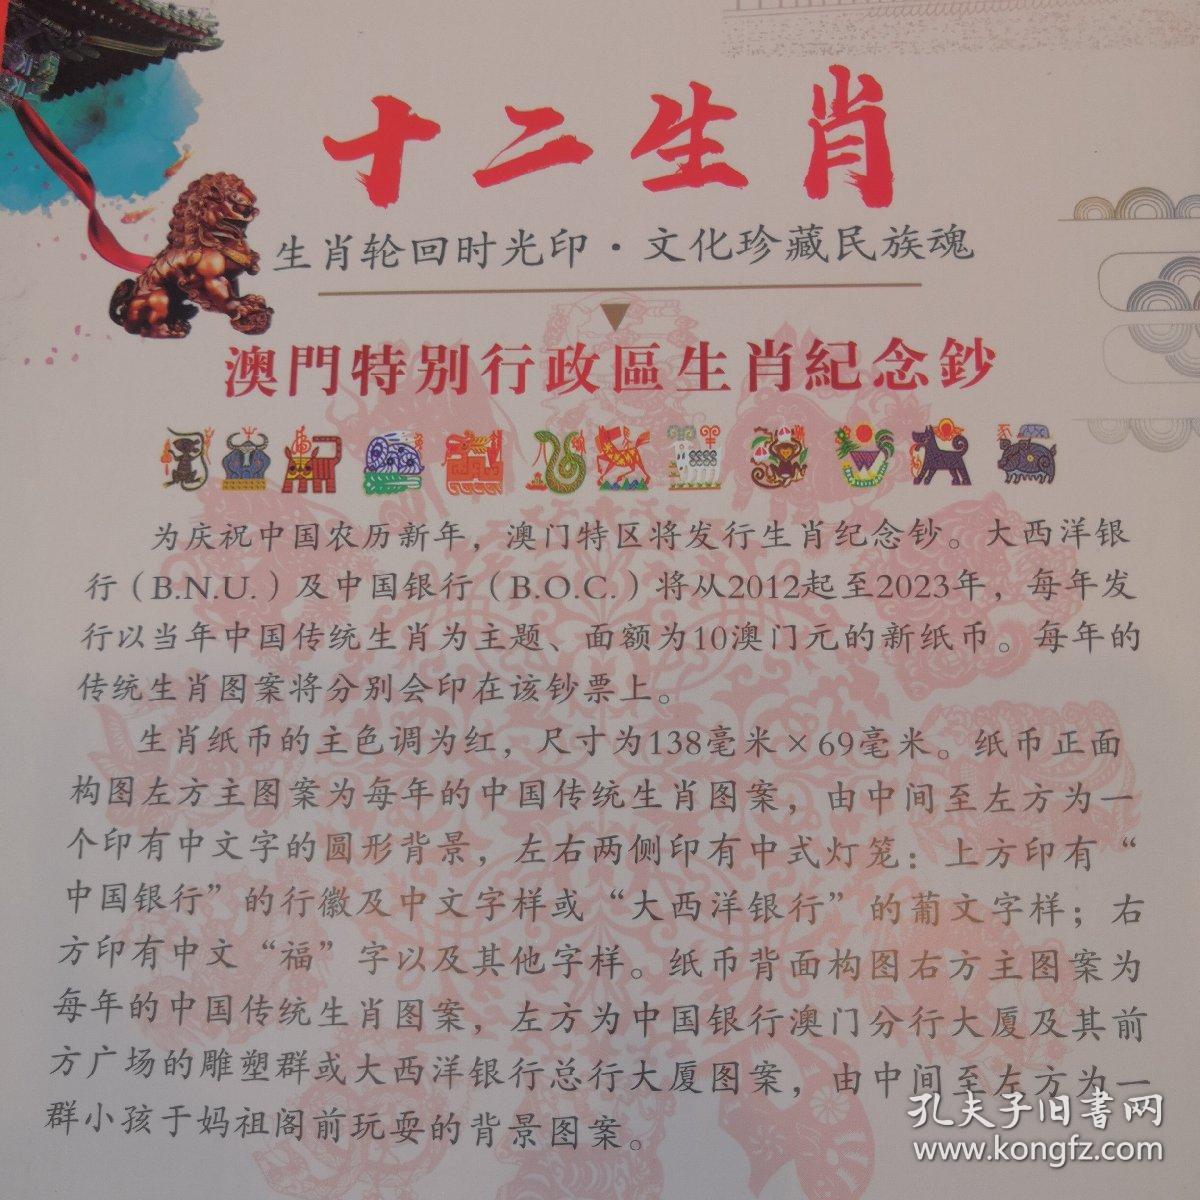 十二生肖
生肖轮回时光印·文化珍藏民族魂
澳門特別行政區生肖紀念鈔
为庆祝中国农历新年，澳门特区将发行生肖纪念钞。大西洋银
行（B.N.U.）及中国银行（B.O.C.）将从2012起至2023年，每年发
行以当年中国传统生肖为主题、面额为10澳门元的新纸币。每年的
传统生肖图案将分别会印在该钞票上。
生肖纸币的主色调为红，尺寸为138毫米×69毫米。纸币正面
构图左方主图案为每年的中国传统生肖图案，由中间至左方为一
个印有中文字的圆形背景，左右两侧印有中式灯笼：上方印有“
中国银行”的行徽及中文字样或“大西洋银行”的葡文字样；右
方印有中文“福”字以及其他字样。纸币背面构图右方主图案为
每年的中国传统生肖图案，左方为中国银行澳门分行大厦及其前
方广场的雕塑群或大西洋银行总行大厦图案，由中间至左方为一
群小孩于妈祖阁前玩耍的背景图案。
孔夫子旧書网
www.kongfz.com